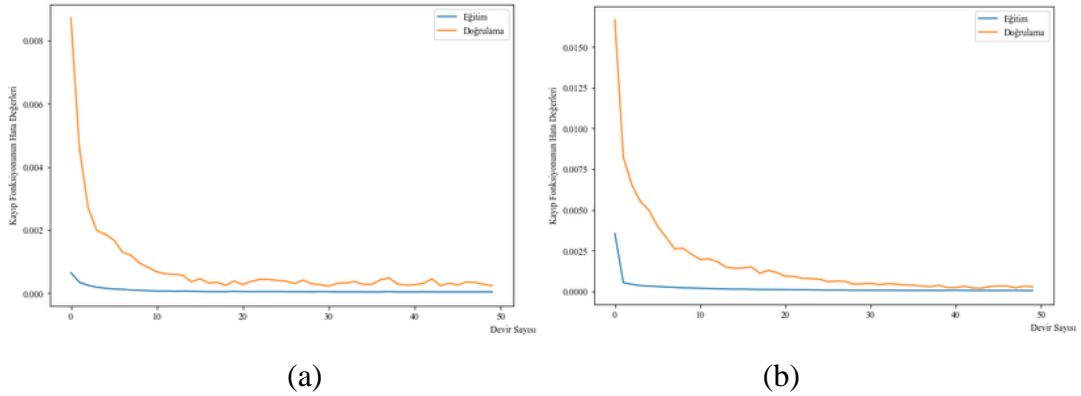 Eğitim
Doğrulama
Kayıp Fonksiyonunun Hata Değerleri
0.008
0.006
0.004
0.002
0.000
0 10 20 30 40 50
Devir Sayısı
(a)
Eğitim
Doğrulama
Kayıp Fonksiyonunun Hata Değerleri
0.0150
0.0125
0.0100
0.0075
0.0050
0.0025
0.0000
0 10 20 30 40 50
Devir Sayısı
(b)